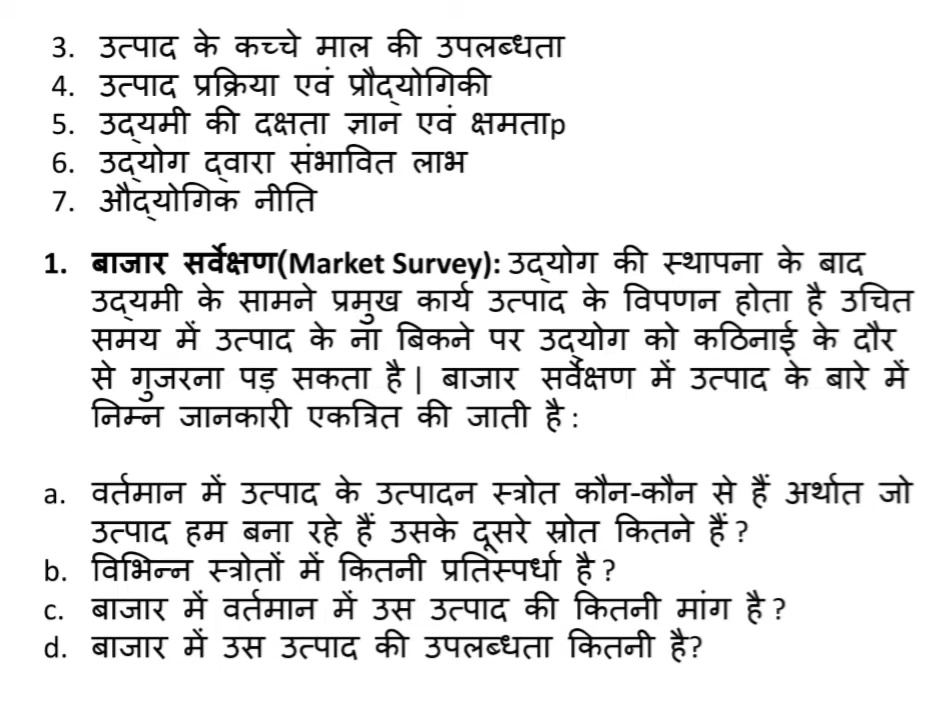 3. उत्पाद के कच्चे माल की उपलब्धता
4. उत्पाद प्रक्रिया एवं प्रौद्योगिकी
5. उद्यमी की दक्षता ज्ञान एवं क्षमताp
6. उद्योग द्वारा संभावित लाभ
7. औद्योगिक नीति
1. बाजार सर्वेक्षण(Market Survey): उद्योग की स्थापना के बाद
उद्यमी के सामने प्रमुख कार्य उत्पाद के विपणन होता है उचित
समय में उत्पाद के ना बिकने पर उद्योग को कठिनाई के दौर
से गुजरना पड़ सकता है | बाजार सर्वेक्षण में उत्पाद के बारे में
निम्न जानकारी एकत्रित की जाती है :
a. वर्तमान में उत्पाद के उत्पादन स्त्रोत कौन-कौन से हैं अर्थात जो
उत्पाद हम बना रहे हैं उसके दूसरे स्रोत कितने हैं ?
b. विभिन्न स्त्रोतों में कितनी प्रतिस्पर्धा है ?
c. बाजार में वर्तमान में उस उत्पाद की कितनी मांग है ?
d. बाजार में उस उत्पाद की उपलब्धता कितनी है?